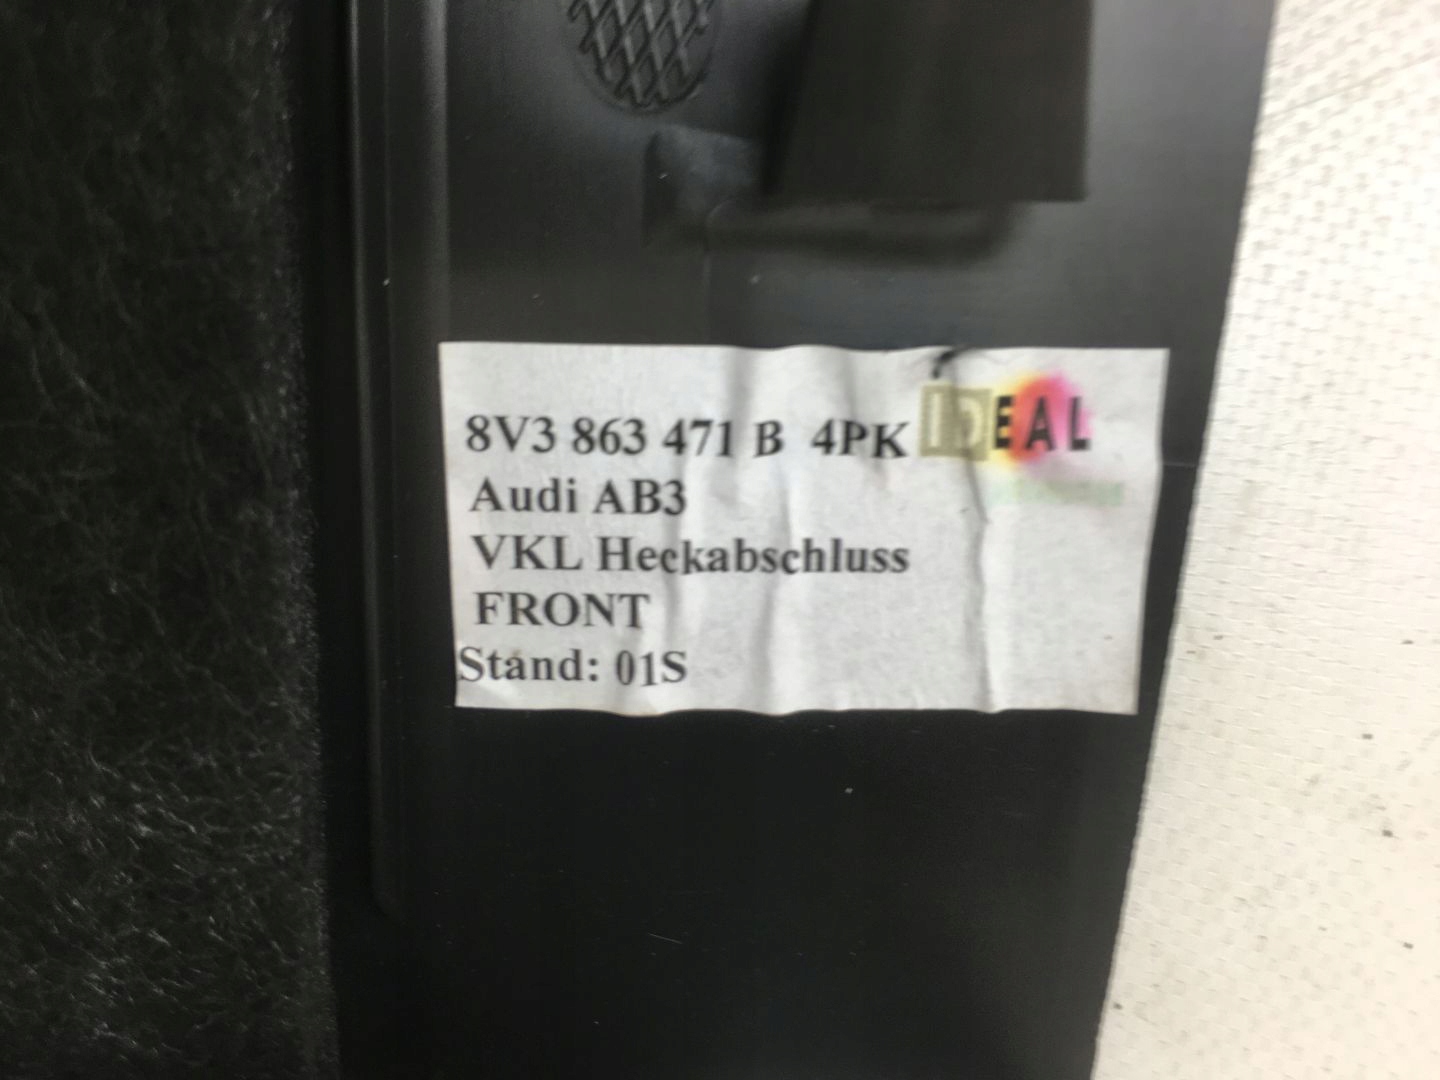 8V3 863 471 B 4PK IDEAL
Audi AB3
VKL Heckabschluss
FRONT
Stand: 01S